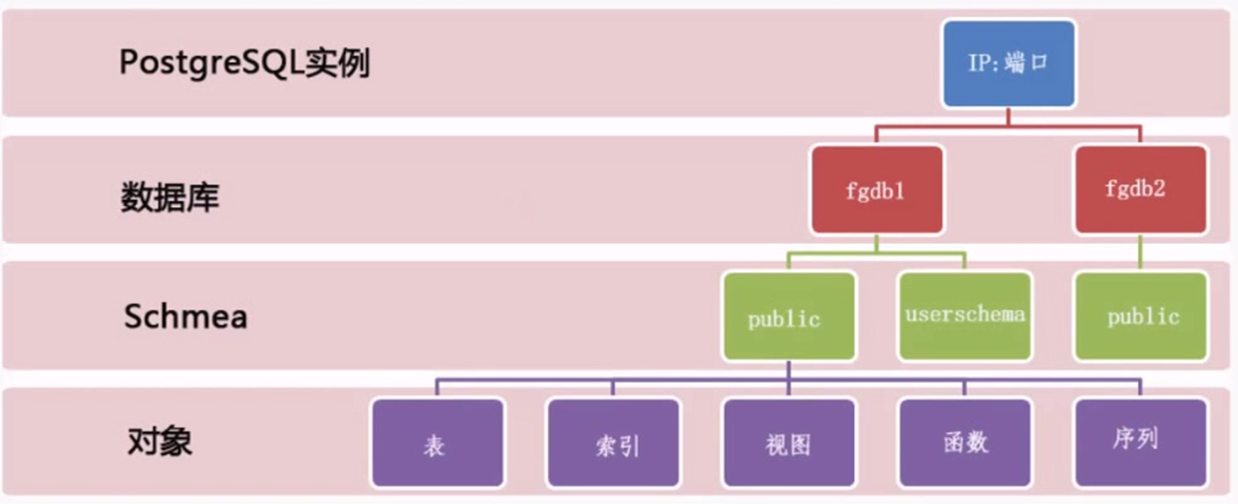 PostgreSQL实例
IP:端口
数据库
fgdb1
fgdb2
Schmea
public
userschema
public
对象
表
索引
视图
函数
序列